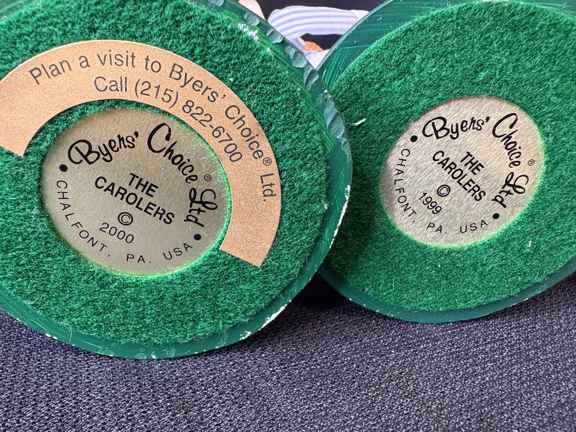 Plan a visit to Byers' Choice® Ltd.
Call (215) 822-6700
• Byers' Choice Ltd •
®
THE
CAROLERS
©
2000
CHALFONT, PA. USA
• Byers' Choice Ltd •
®
THE
CAROLERS
©
1999
CHALFONT, PA. USA